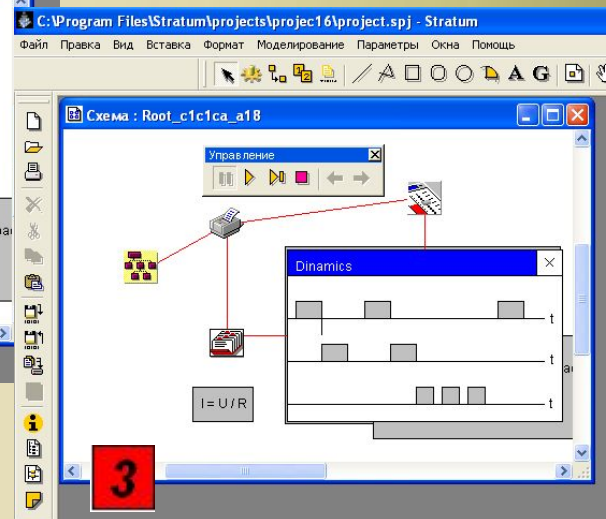 C:\Program Files\Stratum\projects\projec16\project.spj - Stratum
Файл Правка Вид Вставка Формат Моделирование Параметры Окна Помощь
A G
Схема : Root_c1c1ca_a18
Управление
Dinamics
t
t
t
I = U / R
3